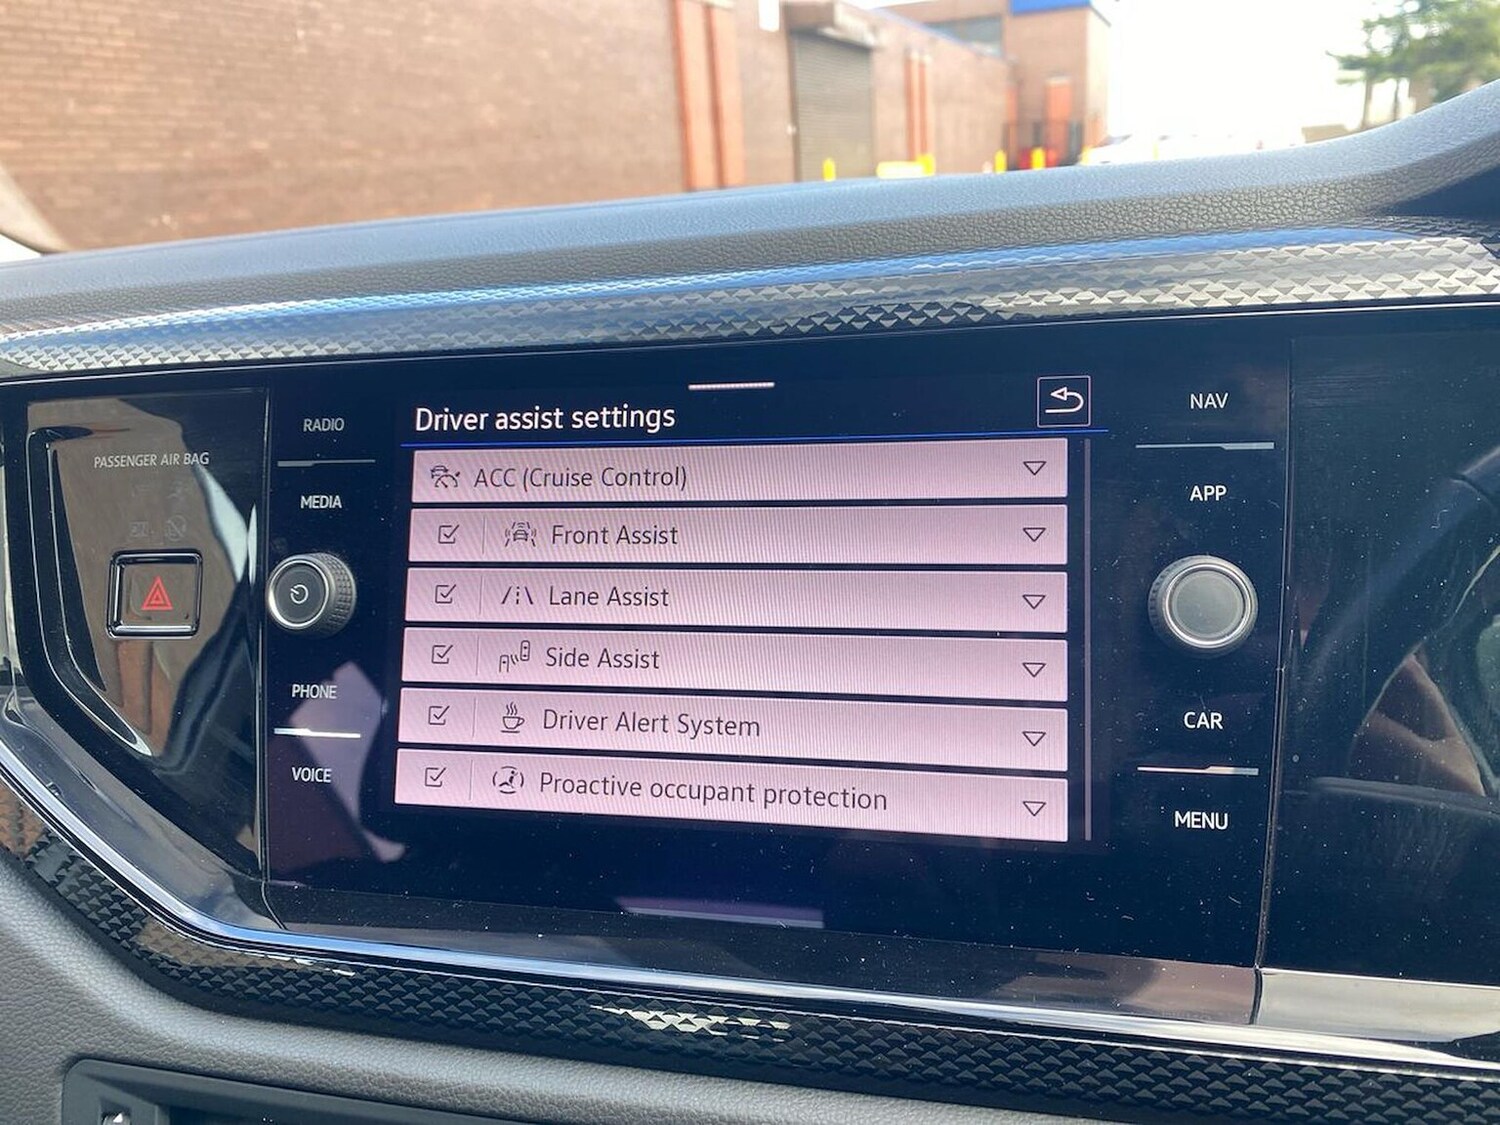 PASSENGER AIR BAG
RADIO
MEDIA
PHONE
VOICE
Driver assist settings
ACC (Cruise Control)
Front Assist
Lane Assist
Side Assist
Driver Alert System
Proactive occupant protection
NAV
APP
CAR
MENU